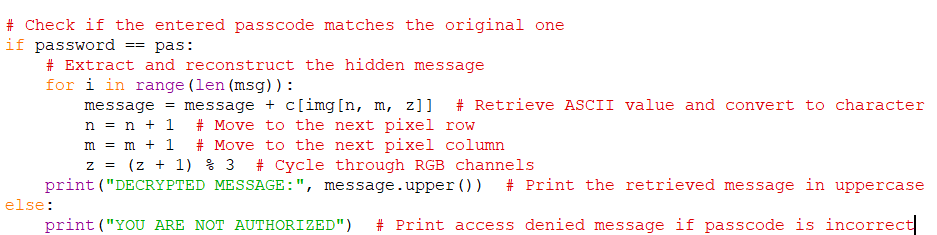 # Check if the entered passcode matches the original one
if password == pas:
    # Extract and reconstruct the hidden message
    for i in range(len(msg)):
        message = message + c[img[n, m, z]]  # Retrieve ASCII value and convert to character
        n = n + 1  # Move to the next pixel row
        m = m + 1  # Move to the next pixel column
        z = (z + 1) % 3  # Cycle through RGB channels
    print("DECRYPTED MESSAGE:", message.upper())  # Print the retrieved message in uppercase
else:
    print("YOU ARE NOT AUTHORIZED")  # Print access denied message if passcode is incorrect